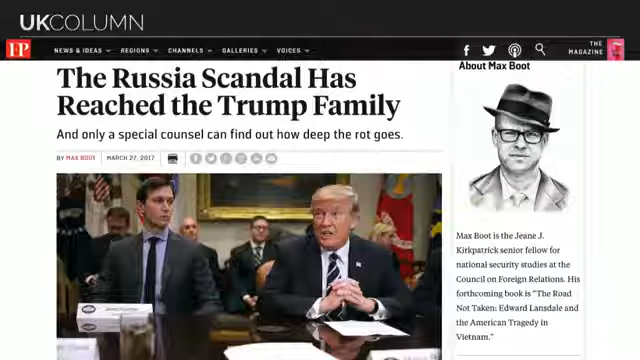 UKCOLUMN
FP
NEWS & IDEAS
REGIONS
CHANNELS
GALLERIES
VOICES
THE
MAGAZINE
The Russia Scandal Has
Reached the Trump Family
And only a special counsel can find out how deep the rot goes.
BY MAX BOOT
MARCH 27, 2017
About Max Boot
Max Boot is the Jeane J.
Kirkpatrick senior fellow for
national security studies at the
Council on Foreign Relations. His
forthcoming book is “The Road
Not Taken: Edward Lansdale and
the American Tragedy in
Vietnam.”